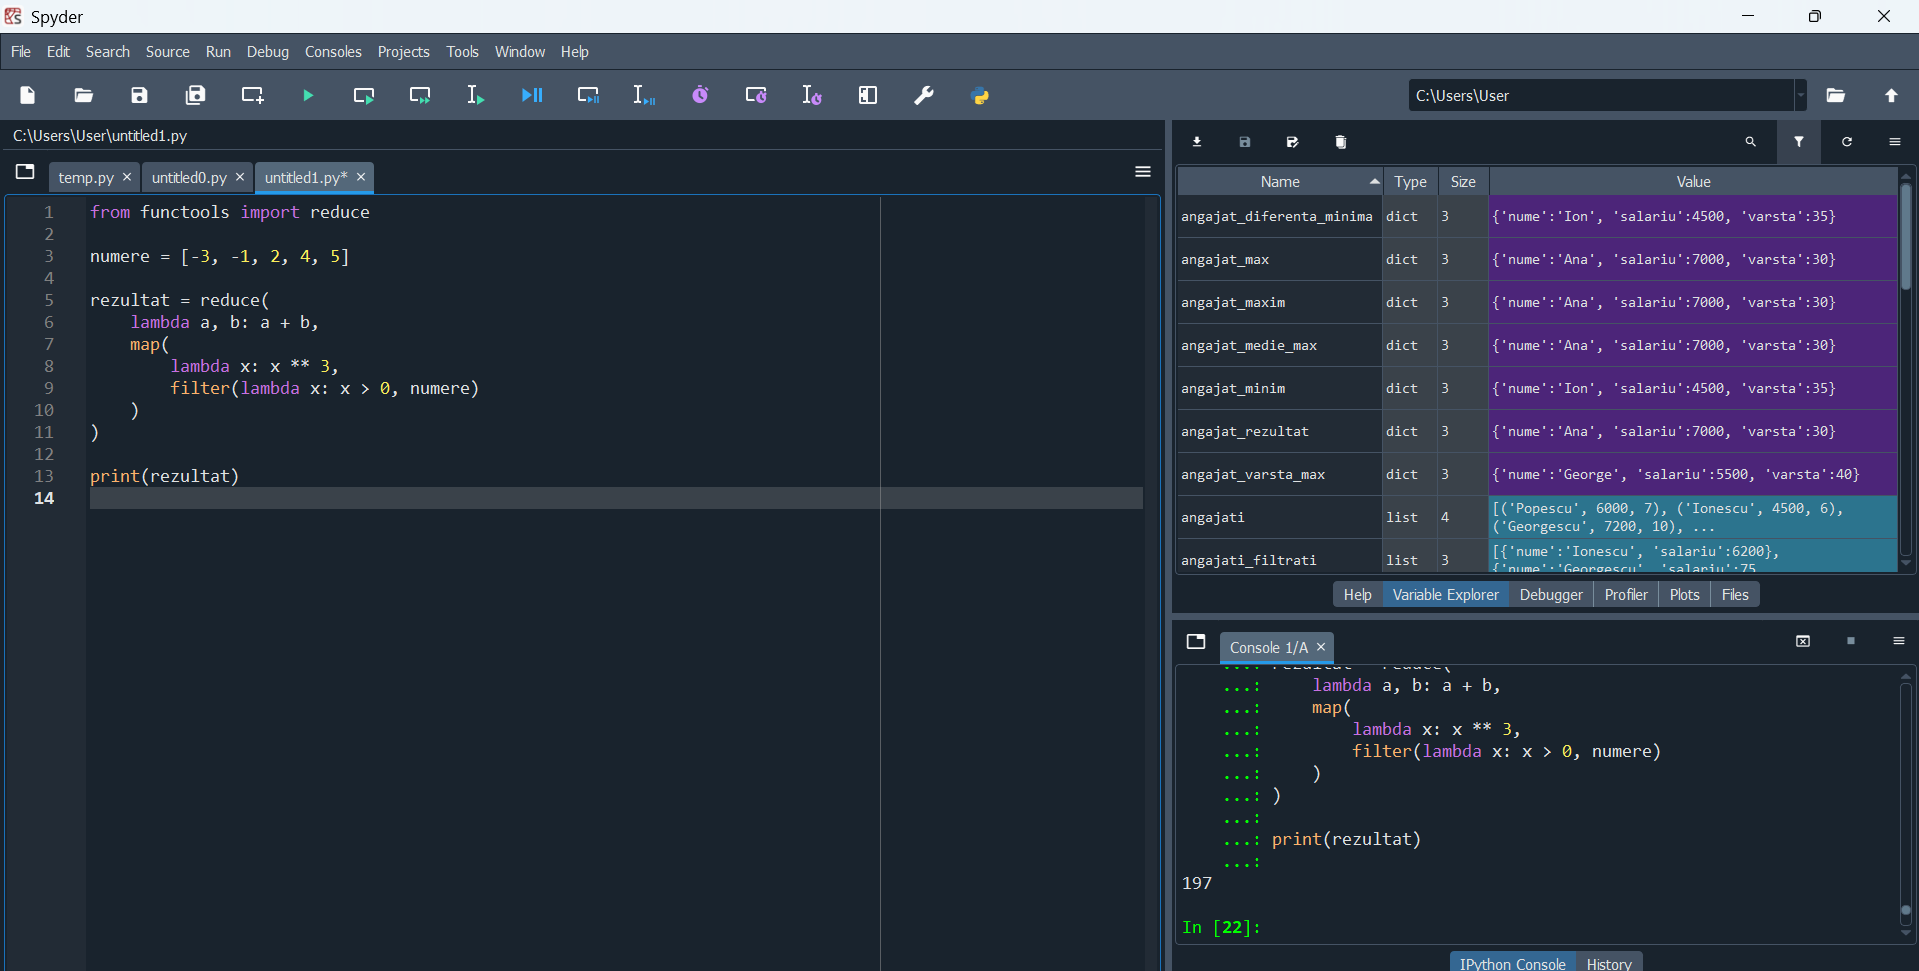 Spyder
File Edit Search Source Run Debug Consoles Projects Tools Window Help
C:\Users\User
C:\Users\User\untitled1.py
temp.py × untitled0.py × untitled1.py* ×
1 from functools import reduce
2
3 numere = [-3, -1, 2, 4, 5]
4
5 rezultat = reduce(
6     lambda a, b: a + b,
7     map(
8         lambda x: x ** 3,
9         filter(lambda x: x > 0, numere)
10     )
11 )
12
13 print(rezultat)
14
Name Type Size Value
angajat_diferenta_minima dict 3 {'nume':'Ion', 'salariu':4500, 'varsta':35}
angajat_max dict 3 {'nume':'Ana', 'salariu':7000, 'varsta':30}
angajat_maxim dict 3 {'nume':'Ana', 'salariu':7000, 'varsta':30}
angajat_medie_max dict 3 {'nume':'Ana', 'salariu':7000, 'varsta':30}
angajat_minim dict 3 {'nume':'Ion', 'salariu':4500, 'varsta':35}
angajat_rezultat dict 3 {'nume':'Ana', 'salariu':7000, 'varsta':30}
angajat_varsta_max dict 3 {'nume':'George', 'salariu':5500, 'varsta':40}
angajati list 4 [('Popescu', 6000, 7), ('Ionescu', 4500, 6),
('Georgescu', 7200, 10), ...
angajati_filtrati list 3 [{'nume':'Ionescu', 'salariu':6200},
{'nume':'Georgescu' 'salariu':75
Help Variable Explorer Debugger Profiler Plots Files
Console 1/A ×
...: rezultat = reduce(
...:     lambda a, b: a + b,
...:     map(
...:         lambda x: x ** 3,
...:         filter(lambda x: x > 0, numere)
...:     )
...: )
...:
...: print(rezultat)
...:
197
In [22]:
IPython Console History